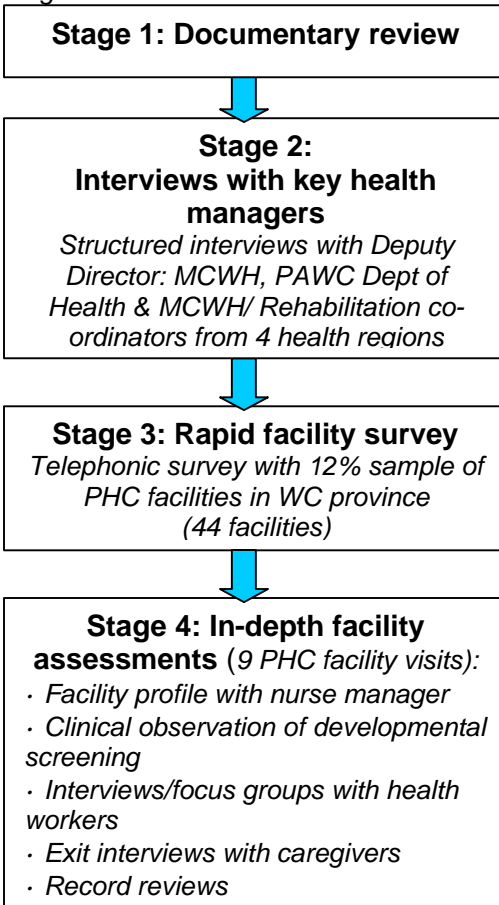 Stage 1: Documentary review
Stage 2:
Interviews with key health
managers
Structured interviews with Deputy
Director: MCWH, PAWC Dept of
Health & MCWH/ Rehabilitation co-
ordinators from 4 health regions
Stage 3: Rapid facility survey
Telephonic survey with 12% sample of
PHC facilities in WC province
(44 facilities)
Stage 4: In-depth facility
assessments (9 PHC facility visits):
· Facility profile with nurse manager
· Clinical observation of developmental
screening
· Interviews/focus groups with health
workers
· Exit interviews with caregivers
· Record reviews